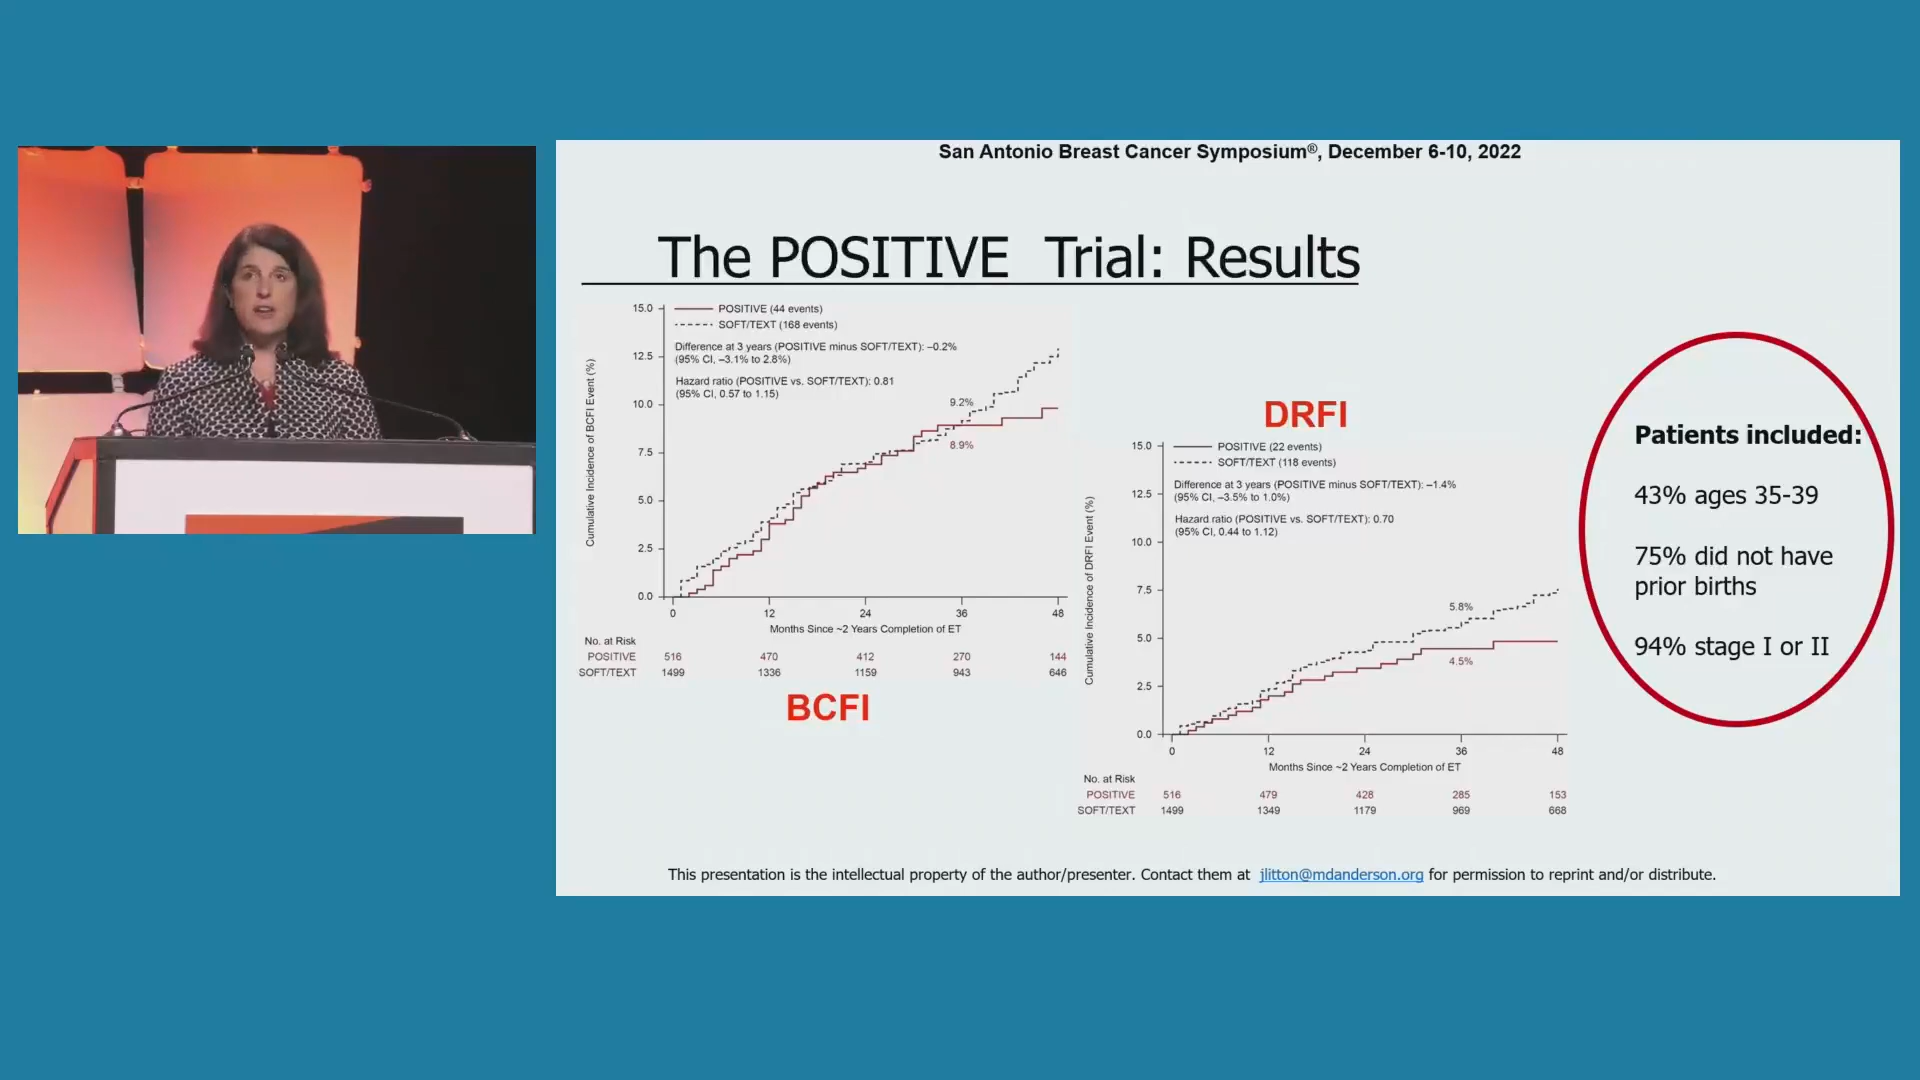 San Antonio Breast Cancer Symposium®, December 6-10, 2022
The POSITIVE Trial: Results
15.0
12.5
10.0
7.5
5.0
2.5
0.0
Cumulative Incidence of BCFI Event (%)
POSITIVE (44 events)
SOFT/TEXT (168 events)
Difference at 3 years (POSITIVE minus SOFT/TEXT): –0.2%
(95% CI, –3.1% to 2.8%)
Hazard ratio (POSITIVE vs. SOFT/TEXT): 0.81
(95% CI, 0.57 to 1.15)
9.2%
8.9%
0 12 24 36 48
Months Since ~2 Years Completion of ET
No. at Risk
POSITIVE 516 470 412 270 144
SOFT/TEXT 1499 1336 1159 943 646
BCFI
DRFI
15.0
12.5
10.0
7.5
5.0
2.5
0.0
Cumulative Incidence of DRFI Event (%)
POSITIVE (22 events)
SOFT/TEXT (118 events)
Difference at 3 years (POSITIVE minus SOFT/TEXT): –1.4%
(95% CI, –3.5% to 1.0%)
Hazard ratio (POSITIVE vs. SOFT/TEXT): 0.70
(95% CI, 0.44 to 1.12)
5.8%
4.5%
0 12 24 36 48
Months Since ~2 Years Completion of ET
No. at Risk
POSITIVE 516 479 428 285 153
SOFT/TEXT 1499 1349 1179 969 668
Patients included:
43% ages 35-39
75% did not have
prior births
94% stage I or II
This presentation is the intellectual property of the author/presenter. Contact them at jlitton@mdanderson.org for permission to reprint and/or distribute.